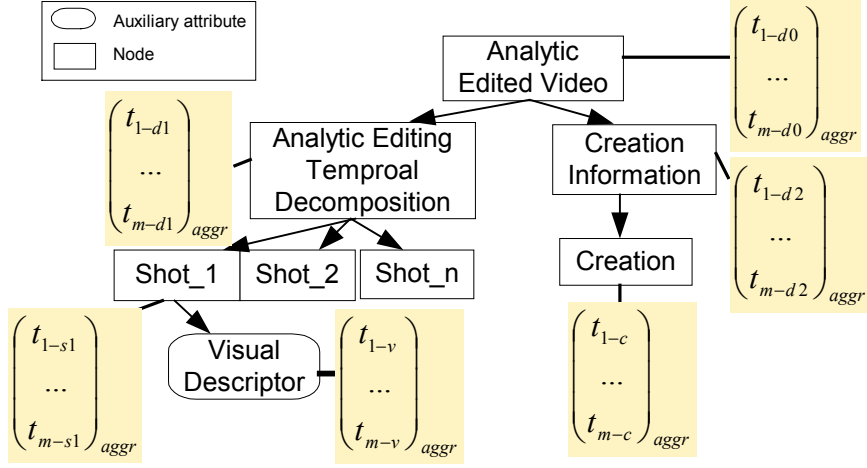 Auxiliary attribute
Node
Analytic
Edited Video
t1-d0
...
tm-d0 aggr
t1-d1
...
tm-d1 aggr
Analytic Editing
Temproal
Decomposition
Creation
Information
t1-d2
...
tm-d2 aggr
Shot_1
Shot_2
Shot_n
Creation
t1-s1
...
tm-s1 aggr
Visual
Descriptor
t1-v
...
tm-v aggr
t1-c
...
tm-c aggr